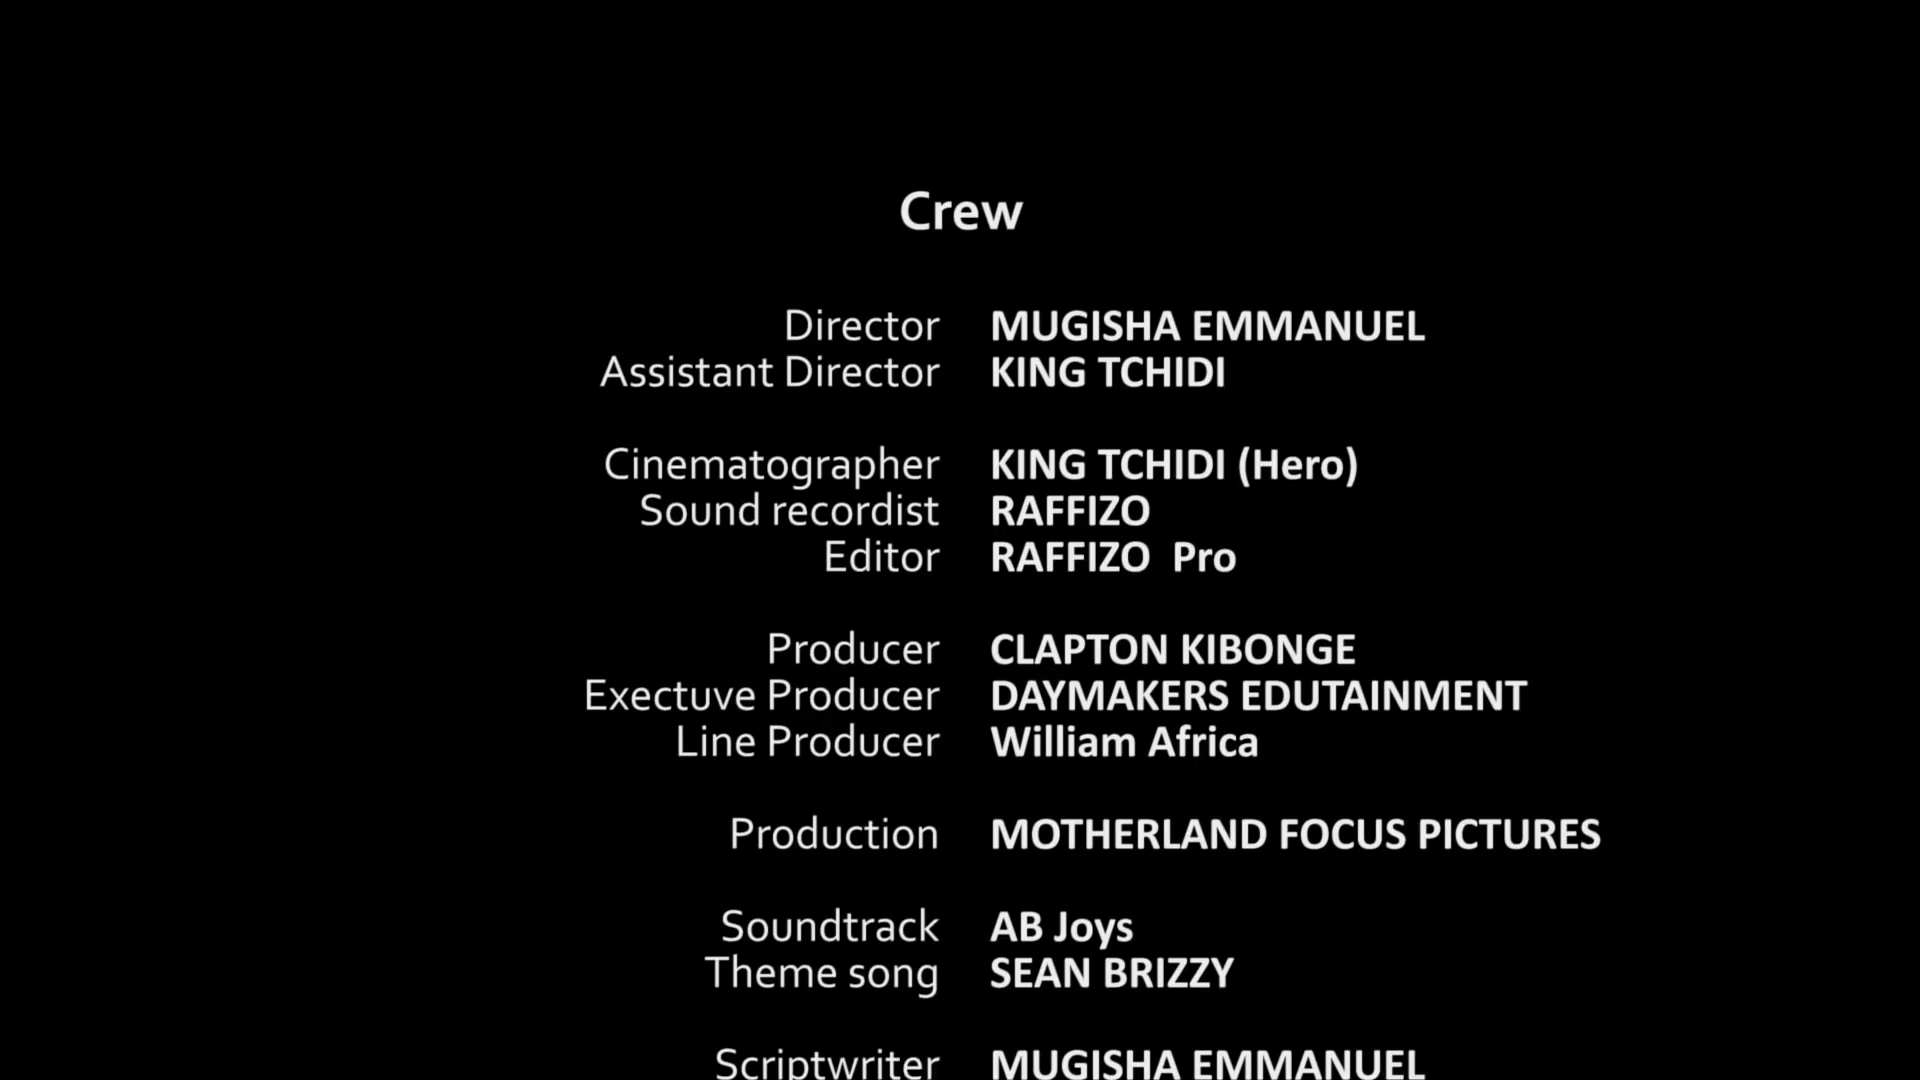 Crew
Director MUGISHA EMMANUEL
Assistant Director KING TCHIDI
Cinematographer KING TCHIDI (Hero)
Sound recordist RAFFIZO
Editor RAFFIZO Pro
Producer CLAPTON KIBONGE
Exectuve Producer DAYMAKERS EDUTAINMENT
Line Producer William Africa
Production MOTHERLAND FOCUS PICTURES
Soundtrack AB Joys
Theme song SEAN BRIZZY
Scriptwriter MUGISHA EMMANUEL